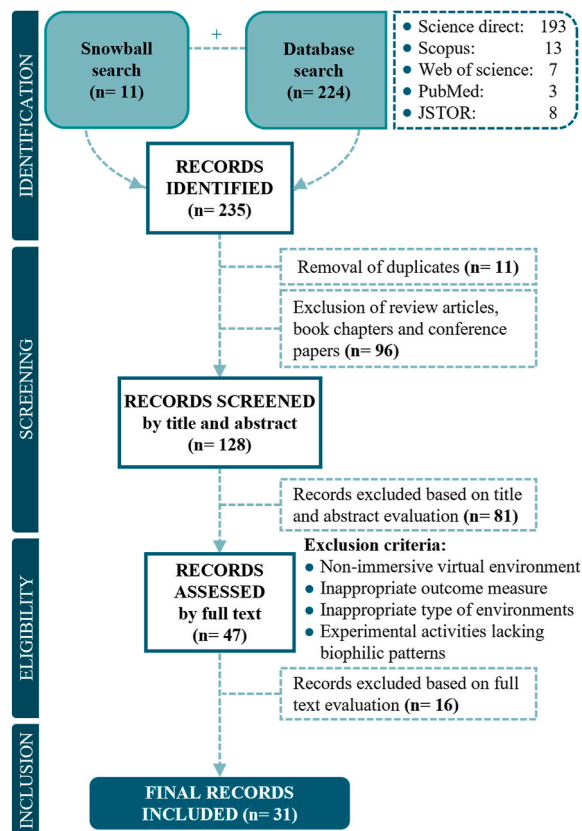 IDENTIFICATION
Snowball
search
(n= 11)
+
Database
search
(n= 224)
● Science direct: 193
● Scopus: 13
● Web of science: 7
● PubMed: 3
● JSTOR: 8
RECORDS
IDENTIFIED
(n= 235)
SCREENING
Removal of duplicates (n= 11)
Exclusion of review articles,
book chapters and conference
papers (n= 96)
RECORDS SCREENED
by title and abstract
(n= 128)
Records excluded based on title
and abstract evaluation (n= 81)
ELIGIBILITY
RECORDS
ASSESSED
by full text
(n= 47)
Exclusion criteria:
● Non-immersive virtual environment
● Inappropriate outcome measure
● Inappropriate type of environments
● Experimental activities lacking
biophilic patterns
Records excluded based on full
text evaluation (n= 16)
INCLUSION
FINAL RECORDS
INCLUDED (n= 31)